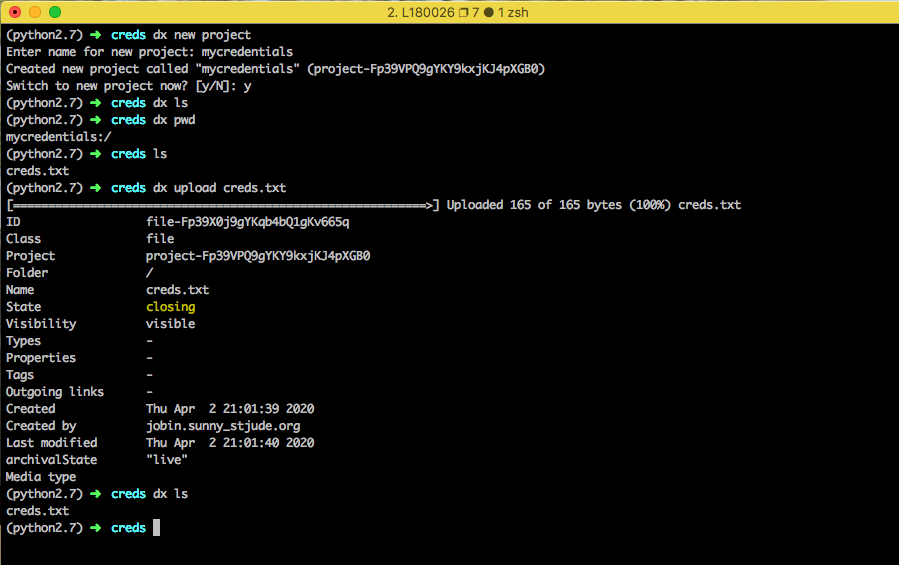 2. L180026 7 1 zsh
(python2.7) ➜ creds dx new project
Enter name for new project: mycredentials
Created new project called "mycredentials" (project-Fp39VPQ9gYKY9kxjKJ4pXGB0)
Switch to new project now? [y/N]: y
(python2.7) ➜ creds dx ls
(python2.7) ➜ creds dx pwd
mycredentials:/
(python2.7) ➜ creds ls
creds.txt
(python2.7) ➜ creds dx upload creds.txt
[===========================================================>] Uploaded 165 of 165 bytes (100%) creds.txt
ID file-Fp39X0j9gYKqb4bQ1gKv665q
Class file
Project project-Fp39VPQ9gYKY9kxjKJ4pXGB0
Folder /
Name creds.txt
State closing
Visibility visible
Types -
Properties -
Tags -
Outgoing links -
Created Thu Apr 2 21:01:39 2020
Created by jobin.sunny_stjude.org
Last modified Thu Apr 2 21:01:40 2020
archivalState "live"
Media type
(python2.7) ➜ creds dx ls
creds.txt
(python2.7) ➜ creds